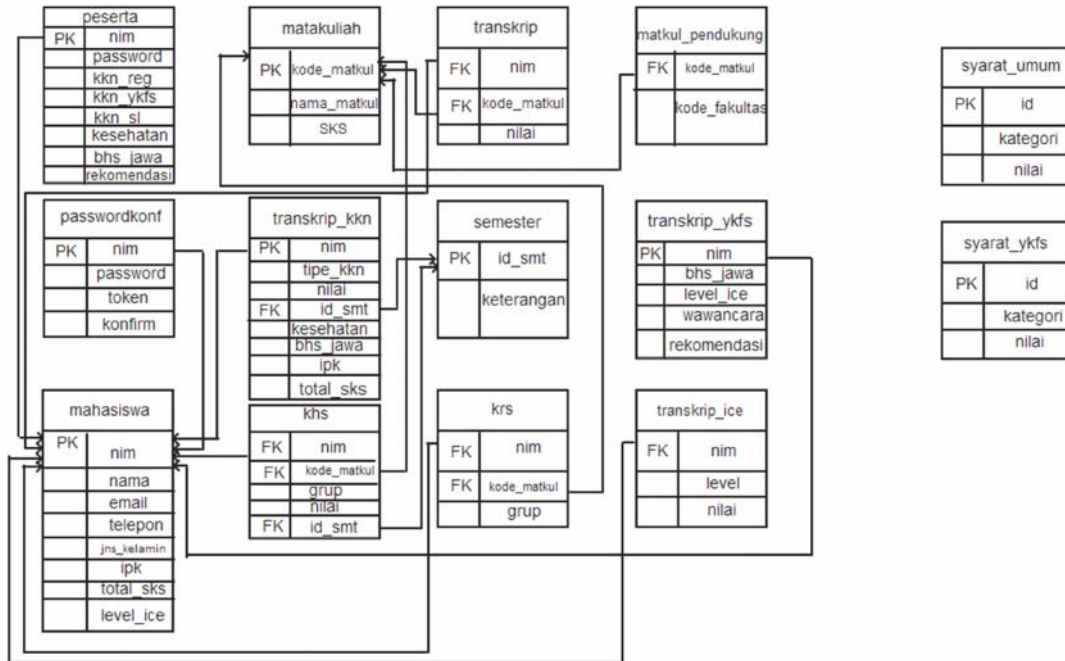 peserta
PK nim
password
kkn_reg
kkn_ykfs
kkn_sl
kesehatan
bhs_jawa
rekomendasi
matakuliah
PK kode_matkul
nama_matkul
SKS
transkrip
FK nim
FK kode_matkul
nilai
matkul_pendukung
FK kode_matkul
kode_fakultas
syarat_umum
PK id
kategori
nilai
passwordkonf
PK nim
password
token
konfirm
transkrip_kkn
PK nim
tipe_kkn
nilai
FK id_smt
kesehatan
bhs_jawa
ipk
total_sks
semester
PK id_smt
keterangan
transkrip_ykfs
PK nim
bhs_jawa
level_ice
wawancara
rekomendasi
syarat_ykfs
PK id
kategori
nilai
mahasiswa
PK nim
nama
email
telepon
jns_kelamin
ipk
total_sks
level_ice
khs
FK nim
FK kode_matkul
grup
nilai
FK id_smt
krs
FK nim
FK kode_matkul
grup
transkrip_ice
FK nim
level
nilai